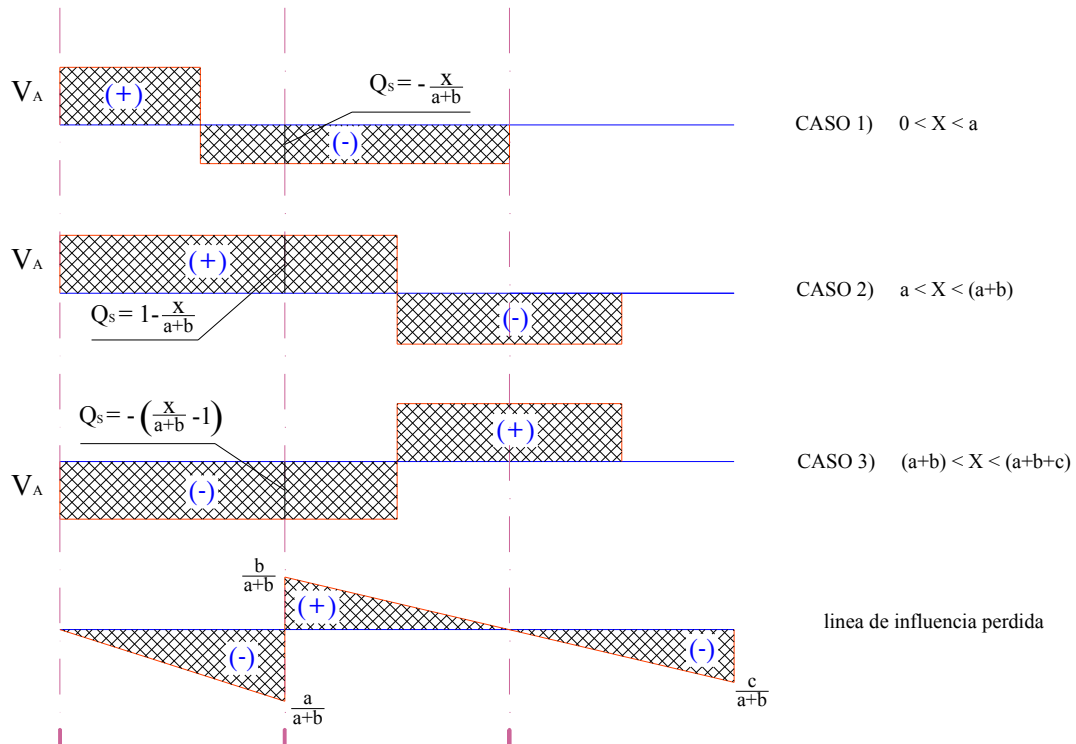 V_A (+) Q_s = - x/(a+b) (-) CASO 1) 0 < X < a
V_A (+) Q_s = 1 - x/(a+b) (-) CASO 2) a < X < (a+b)
Q_s = - (x/(a+b) - 1) (+) CASO 3) (a+b) < X < (a+b+c)
V_A (-)
b/(a+b) (+) linea de influencia perdida
(-) (-)
a/(a+b) c/(a+b)